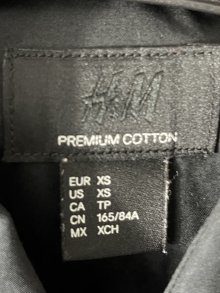 H&M
PREMIUM COTTON
EUR XS
US XS
CA TP
CN 165/84A
MX XCH